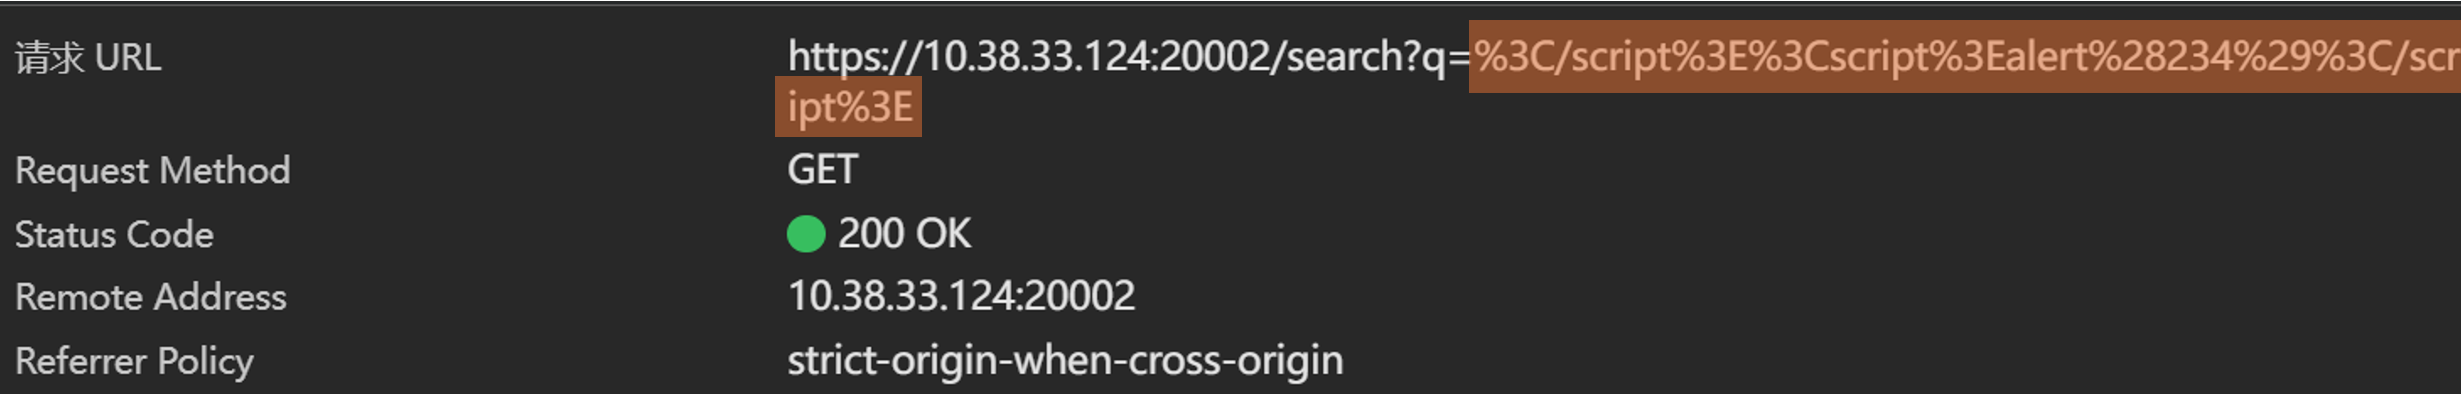 请求 URL https://10.38.33.124:20002/search?q=%3C/script%3E%3Cscript%3Ealert%28234%29%3C/scr
ipt%3E
Request Method GET
Status Code 200 OK
Remote Address 10.38.33.124:20002
Referrer Policy strict-origin-when-cross-origin